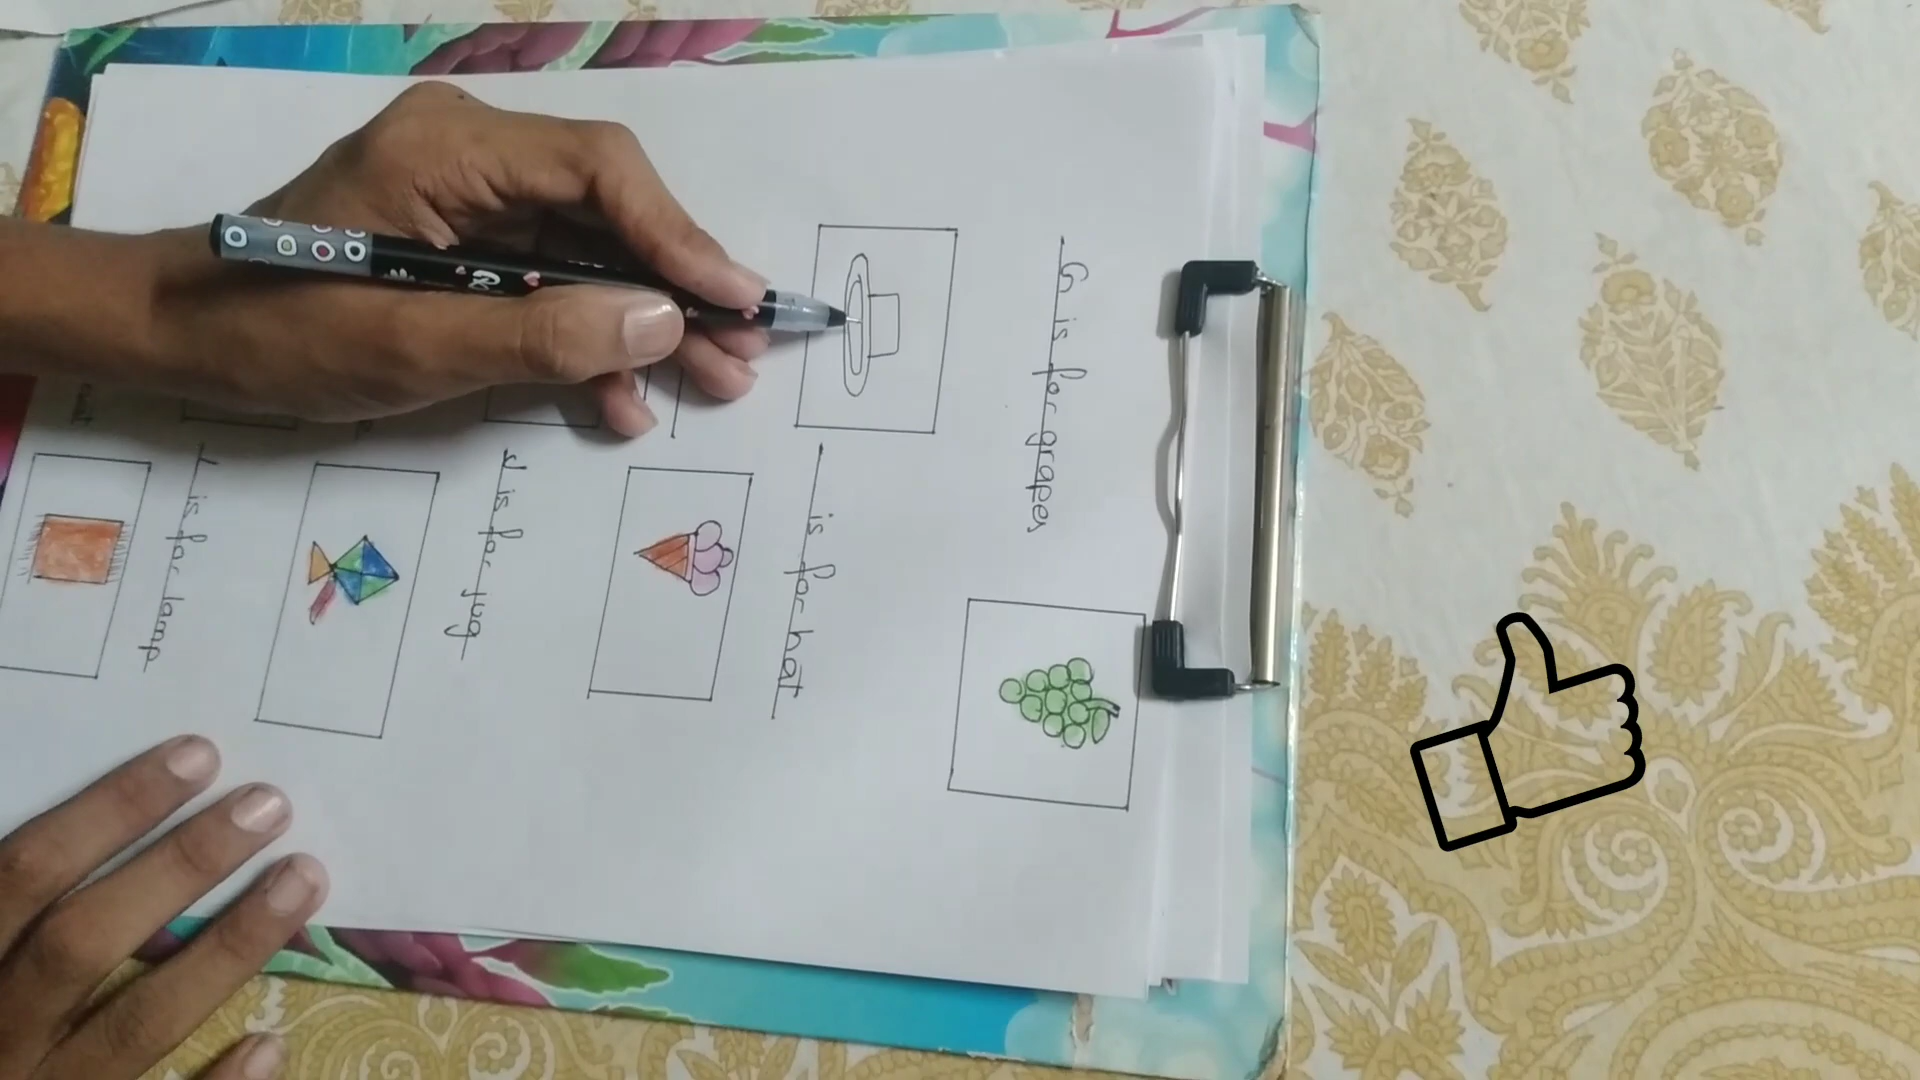 G is for grapes
is for hat
J is for jug
is for lamp